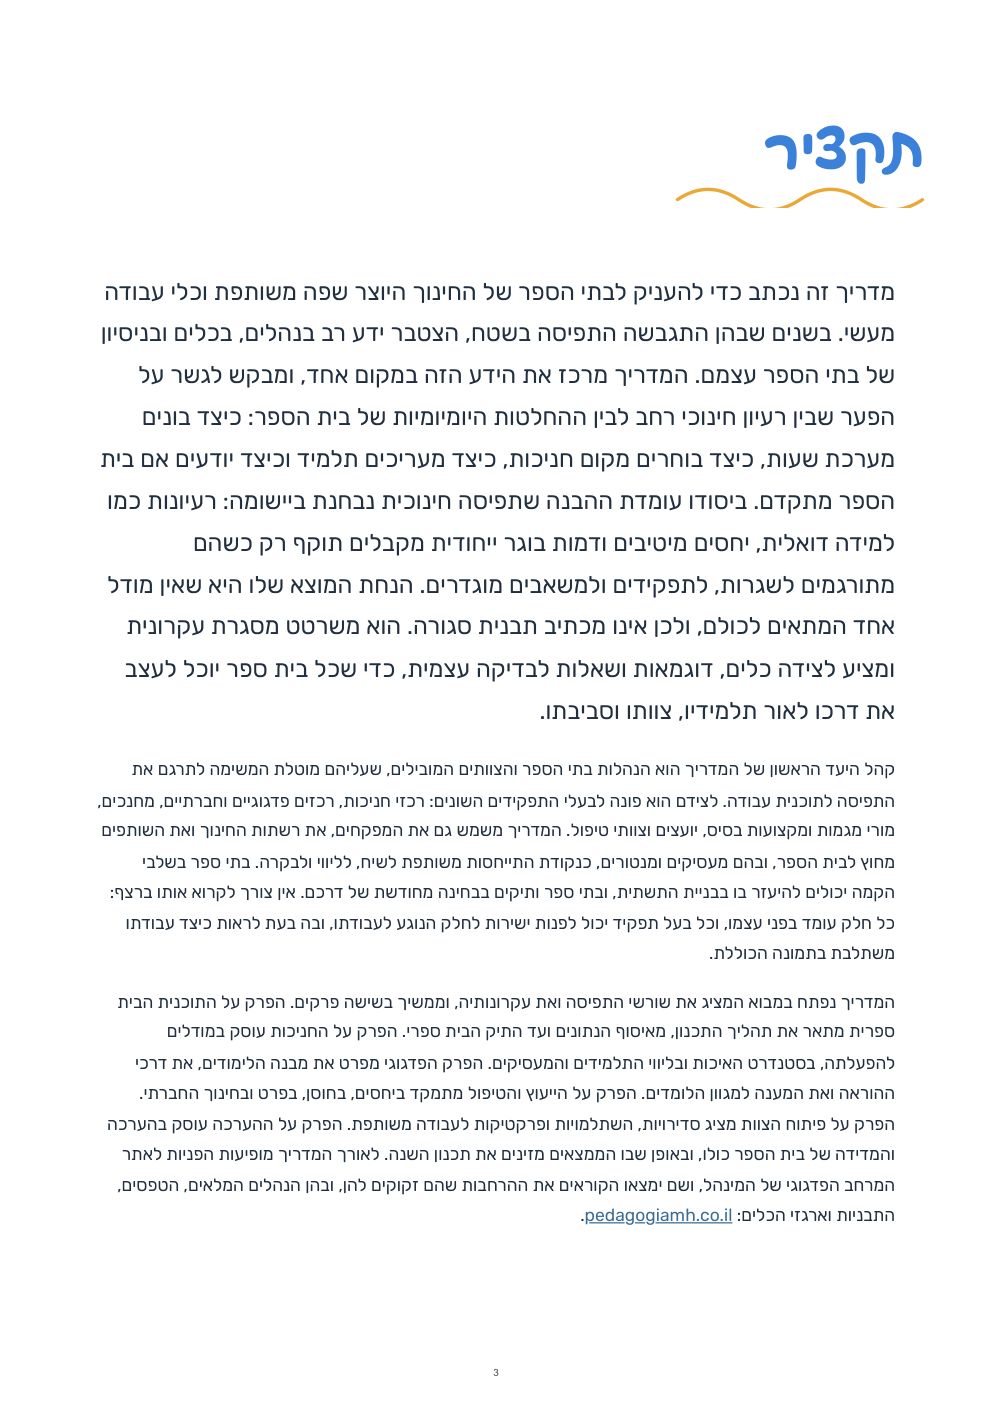 תקציר
מדריך זה נכתב כדי להעניק לבתי הספר של החינוך היוצר שפה משותפת וכלי עבודה
מעשי. בשנים שבהן התגבשה התפיסה בשטח, הצטבר ידע רב בנהלים, בכלים ובניסיון
של בתי הספר עצמם. המדריך מרכז את הידע הזה במקום אחד, ומבקש לגשר על
הפער שבין רעיון חינוכי רחב לבין ההחלטות היומיומיות של בית הספר: כיצד בונים
מערכת שעות, כיצד בוחרים מקום חניכות, כיצד מעריכים תלמיד וכיצד יודעים אם בית
הספר מתקדם. ביסודו עומדת ההבנה שתפיסה חינוכית נבחנת ביישומה: רעיונות כמו
למידה דואלית, יחסים מיטיבים ודמות בוגר ייחודית מקבלים תוקף רק כשהם
מתורגמים לשגרות, לתפקידים ולמשאבים מוגדרים. הנחת המוצא שלו היא שאין מודל
אחד המתאים לכולם, ולכן אינו מכתיב תבנית סגורה. הוא משרטט מסגרת עקרונית
ומציע לצידה כלים, דוגמאות ושאלות לבדיקה עצמית, כדי שכל בית ספר יוכל לעצב
את דרכו לאור תלמידיו, צוותו וסביבתו.
קהל היעד הראשון של המדריך הוא הנהלות בתי הספר והצוותים המובילים, שעליהם מוטלת המשימה לתרגם את
התפיסה לתוכנית עבודה. לצידם הוא פונה לבעלי התפקידים השונים: רכזי חניכות, רכזים פדגוגיים וחברתיים, מחנכים,
מורי מגמות ומקצועות בסיס, יועצים וצוותי טיפול. המדריך משמש גם את המפקחים, את רשתות החינוך ואת השותפים
מחוץ לבית הספר, ובהם מעסיקים ומנטורים, כנקודת התייחסות משותפת לשיח, לליווי ולבקרה. בתי ספר בשלבי
הקמה יכולים להיעזר בו בבניית התשתית, ובתי ספר ותיקים בבחינה מחודשת של דרכם. אין צורך לקרוא אותו ברצף:
כל חלק עומד בפני עצמו, וכל בעל תפקיד יכול לפנות ישירות לחלק הנוגע לעבודתו, ובה בעת לראות כיצד עבודתו
משתלבת בתמונה הכוללת.
המדריך נפתח במבוא המציג את שורשי התפיסה ואת עקרונותיה, וממשיך בשישה פרקים. הפרק על התוכנית הבית
ספרית מתאר את תהליך התכנון, מאיסוף הנתונים ועד התיק הבית ספרי. הפרק על החניכות עוסק במודלים
להפעלתה, בסטנדרט האיכות ובליווי התלמידים והמעסיקים. הפרק הפדגוגי מפרט את מבנה הלימודים, את דרכי
ההוראה ואת המענה למגוון הלומדים. הפרק על הייעוץ והטיפול מתמקד ביחסים, בחוסן, בפרט ובחינוך החברתי.
הפרק על פיתוח הצוות מציג סדירויות, השתלמויות ופרקטיקות לעבודה משותפת. הפרק על ההערכה עוסק בהערכה
והמדידה של בית הספר כולו, ובאופן שבו הממצאים מזינים את תכנון השנה. לאורך המדריך מופיעות הפניות לאתר
המרחב הפדגוגי של המינהל, ושם ימצאו הקוראים את ההרחבות שהם זקוקים להן, ובהן הנהלים המלאים, הטפסים,
התבניות וארגזי הכלים: pedagogiamh.co.il.
3